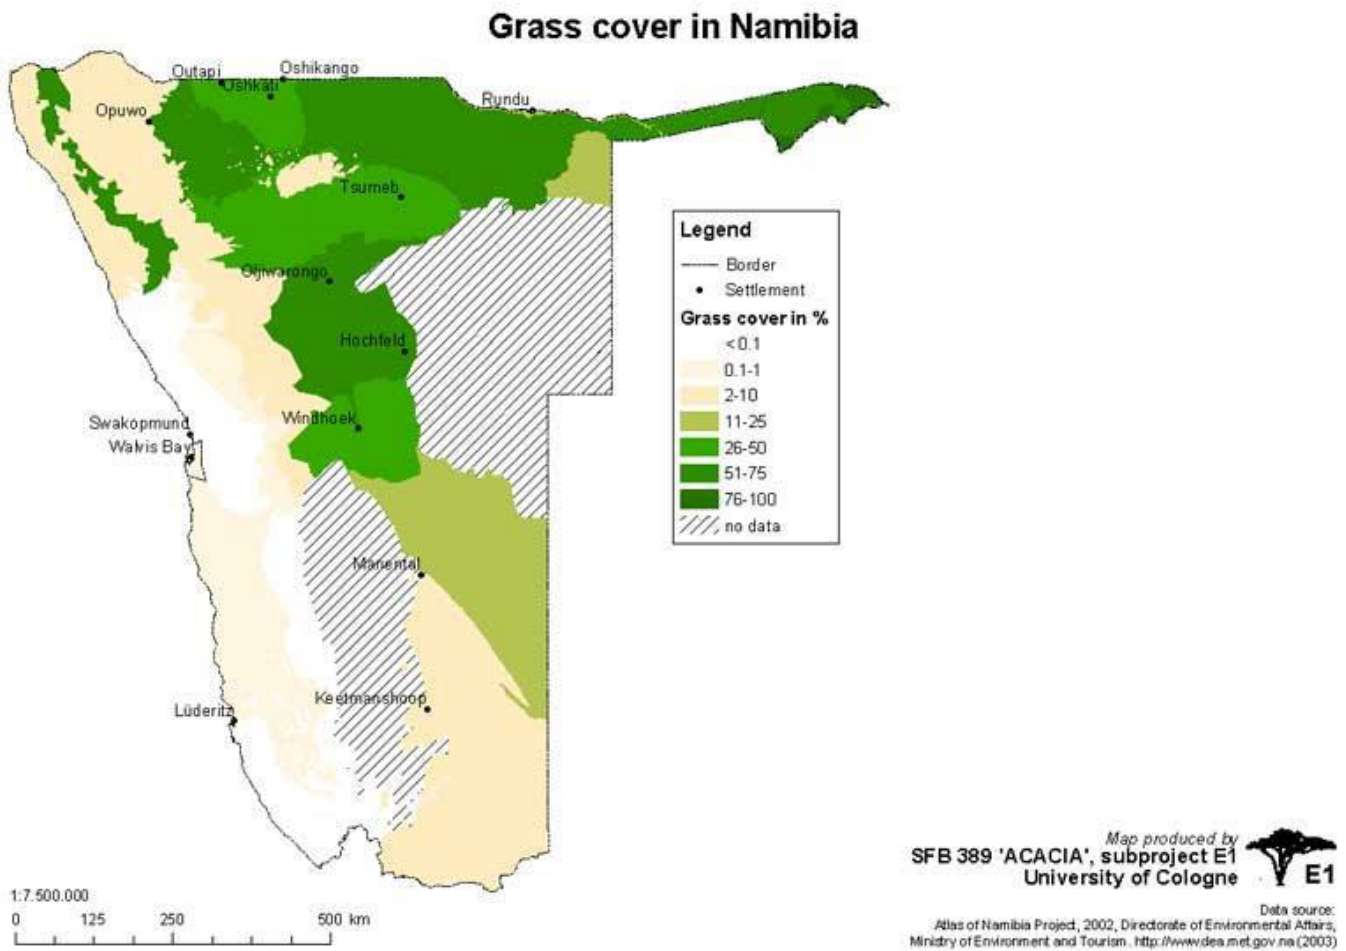 Grass cover in Namibia
Outapi
Oshikango
Oshkati
Opuwo
Rundu
Tsumeb
Otjiwarongo
Hochfeld
Windhoek
Swakopmund
Walvis Bay
Mariental
Keetmanshoop
Lüderitz
Legend
Border
Settlement
Grass cover in %
<0.1
0.1-1
2-10
11-25
26-50
51-75
76-100
no data
1:7.500.000
0 125 250 500 km
Map produced by
SFB 389 'ACACIA', subproject E1
University of Cologne
E1
Data source:
Atlas of Namibia Project, 2002, Directorate of Environmental Affairs,
Ministry of Environment and Tourism, http://www.dea.met.gov.na (2003)